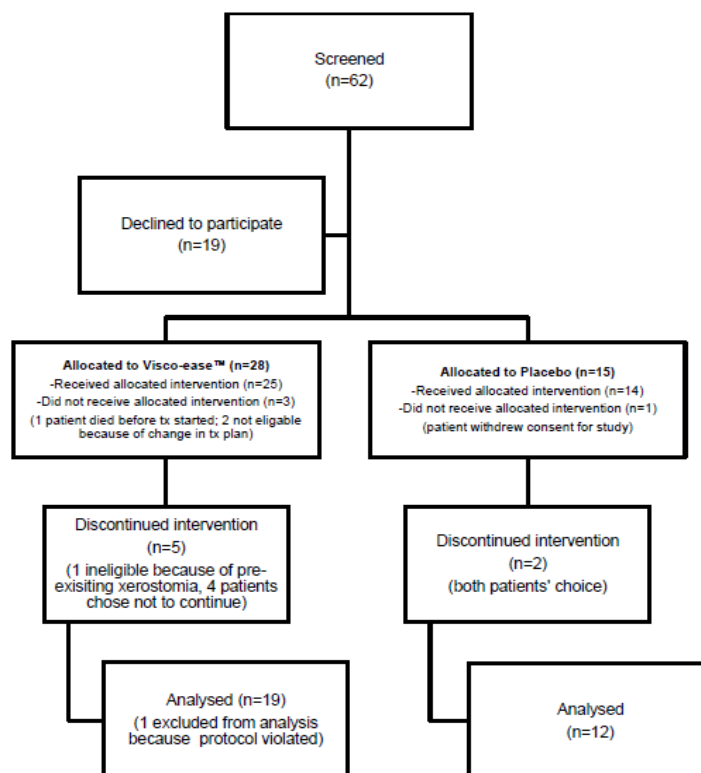 Screened
(n=62)
Declined to participate
(n=19)
Allocated to Visco-ease™ (n=28)
-Received allocated intervention (n=25)
-Did not receive allocated intervention (n=3)
(1 patient died before tx started; 2 not eligable
because of change in tx plan)
Allocated to Placebo (n=15)
-Received allocated intervention (n=14)
-Did not receive allocated intervention (n=1)
(patient withdrew consent for study)
Discontinued intervention
(n=5)
(1 ineligible because of pre-
exisiting xerostomia, 4 patients
chose not to continue)
Discontinued intervention
(n=2)
(both patients' choice)
Analysed (n=19)
(1 excluded from analysis
because protocol violated)
Analysed
(n=12)